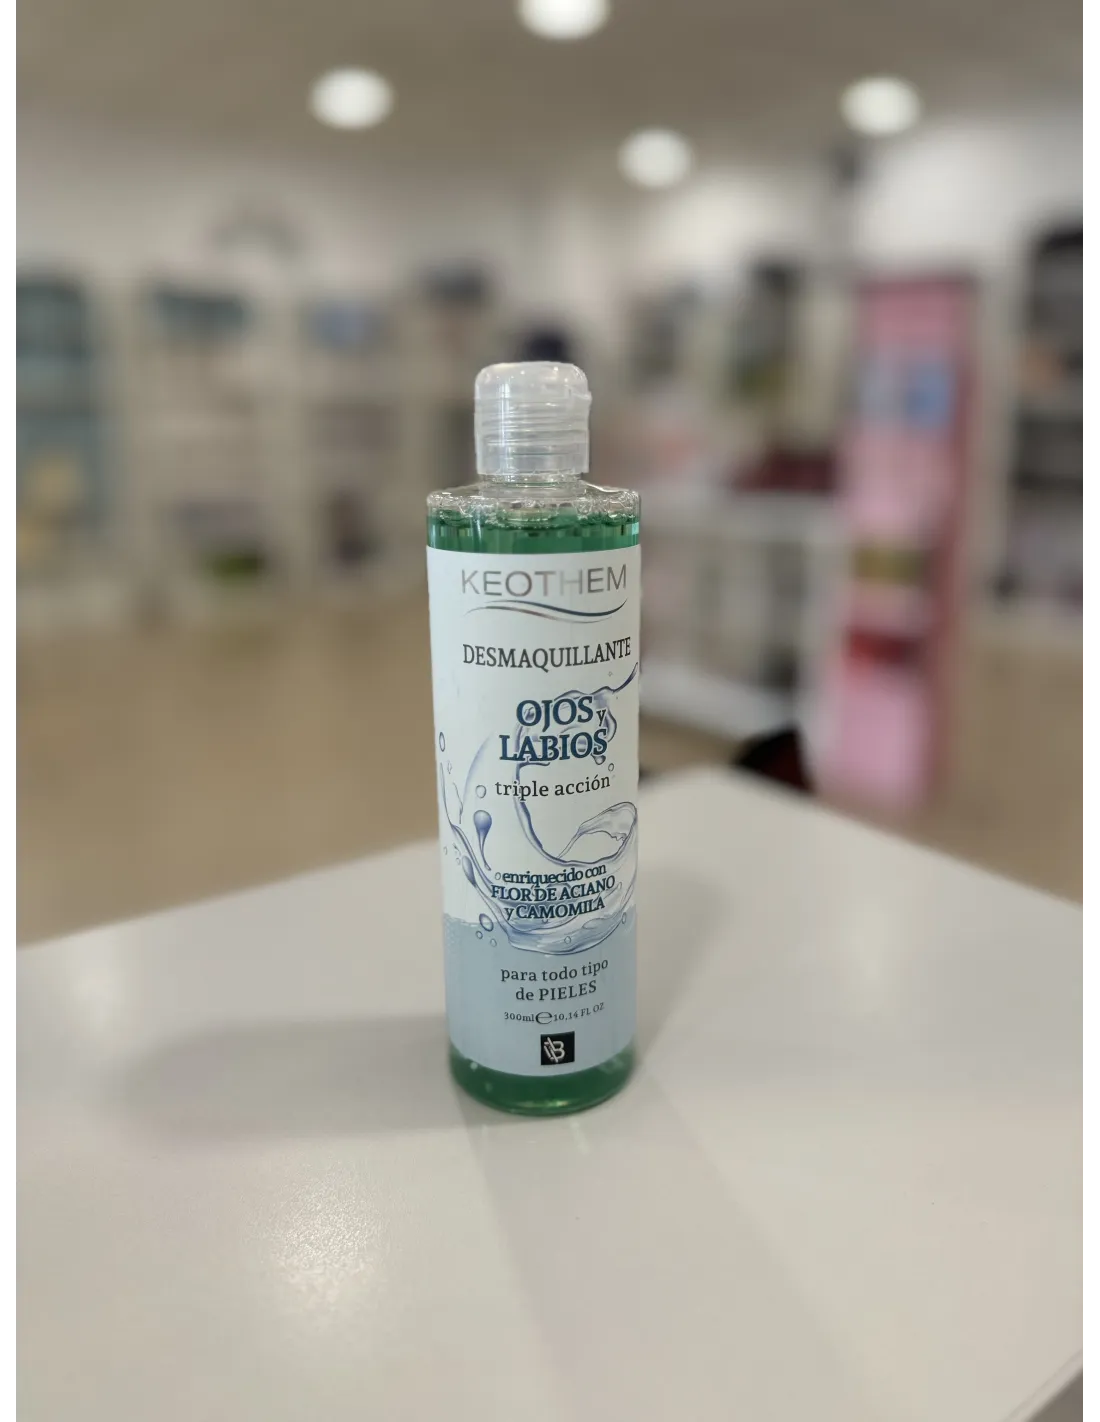 KEOTHEM
DESMAQUILLANTE
OJOS y
LABIOS
triple acción
enriquecido con
FLOR DE ACIANO
y CAMOMILA
para todo tipo
de PIELES
300ml℮10,14 FL OZ